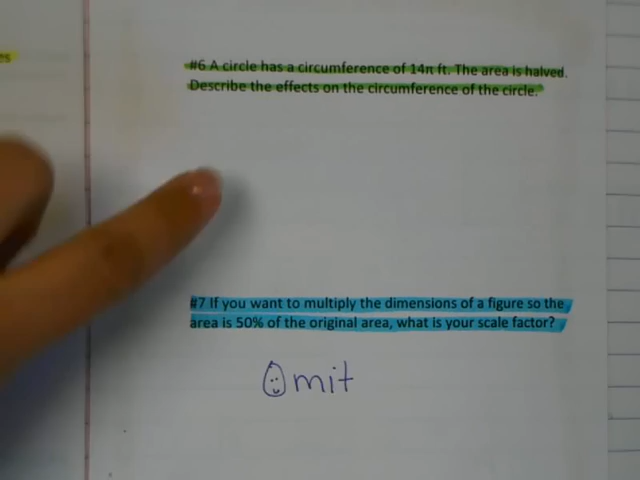 #6 A circle has a circumference of 14π ft. The area is halved.
Describe the effects on the circumference of the circle.
#7 If you want to multiply the dimensions of a figure so the
area is 50% of the original area, what is your scale factor?
Omit